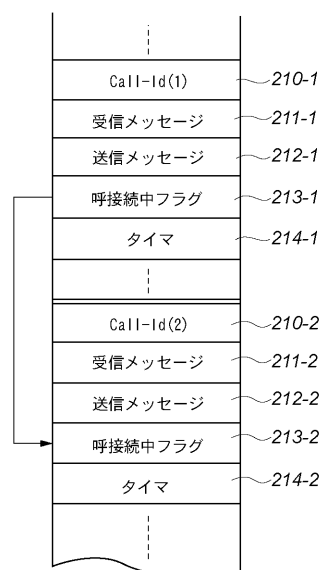 Call-Id(1) 210-1
受信メッセージ 211-1
送信メッセージ 212-1
呼接続中フラグ 213-1
タイマ 214-1
Call-Id(2) 210-2
受信メッセージ 211-2
送信メッセージ 212-2
呼接続中フラグ 213-2
タイマ 214-2